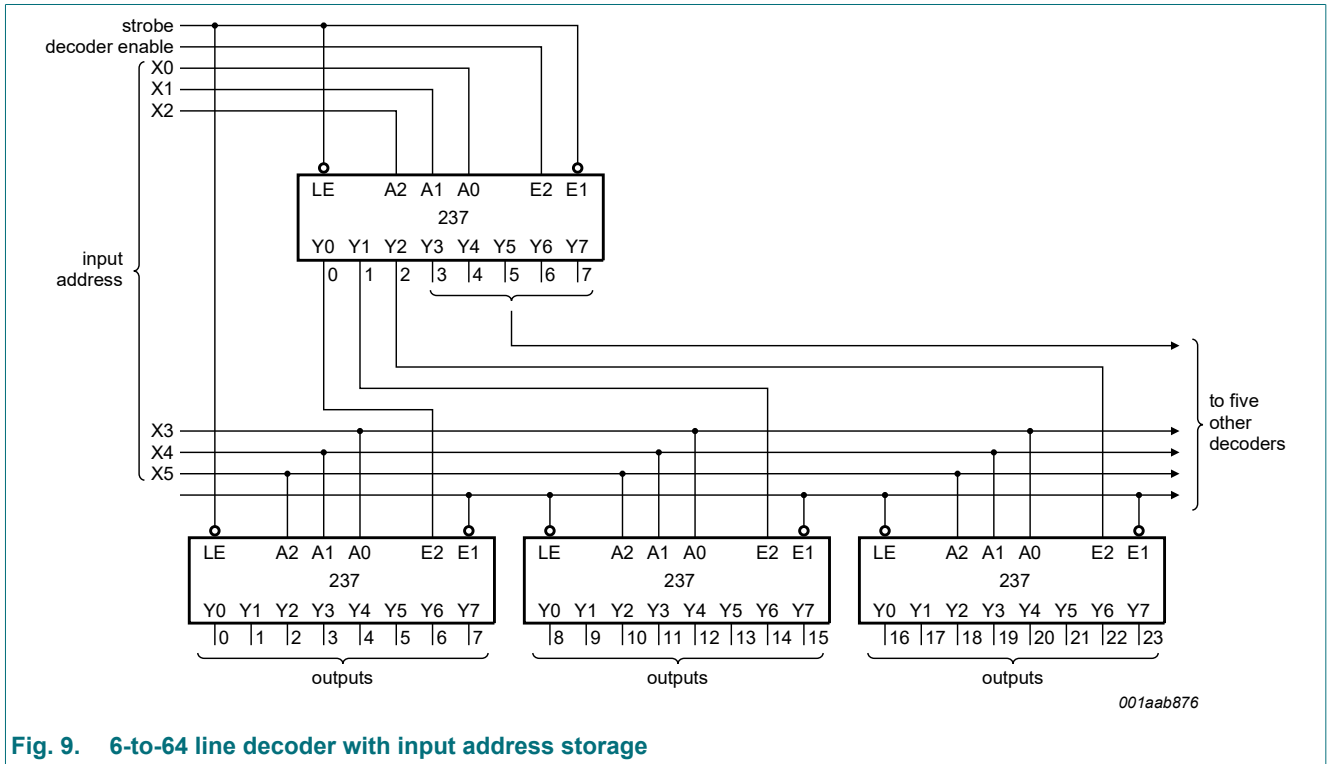 strobe
decoder enable
X0
X1
X2
LE A2 A1 A0 E2 E1
237
Y0 Y1 Y2 Y3 Y4 Y5 Y6 Y7
0 1 2 3 4 5 6 7
input
address
to five
other
decoders
X3
X4
X5
LE A2 A1 A0 E2 E1
237
Y0 Y1 Y2 Y3 Y4 Y5 Y6 Y7
0 1 2 3 4 5 6 7
outputs
LE A2 A1 A0 E2 E1
237
Y0 Y1 Y2 Y3 Y4 Y5 Y6 Y7
8 9 10 11 12 13 14 15
outputs
LE A2 A1 A0 E2 E1
237
Y0 Y1 Y2 Y3 Y4 Y5 Y6 Y7
16 17 18 19 20 21 22 23
outputs
001aab876
Fig. 9. 6-to-64 line decoder with input address storage